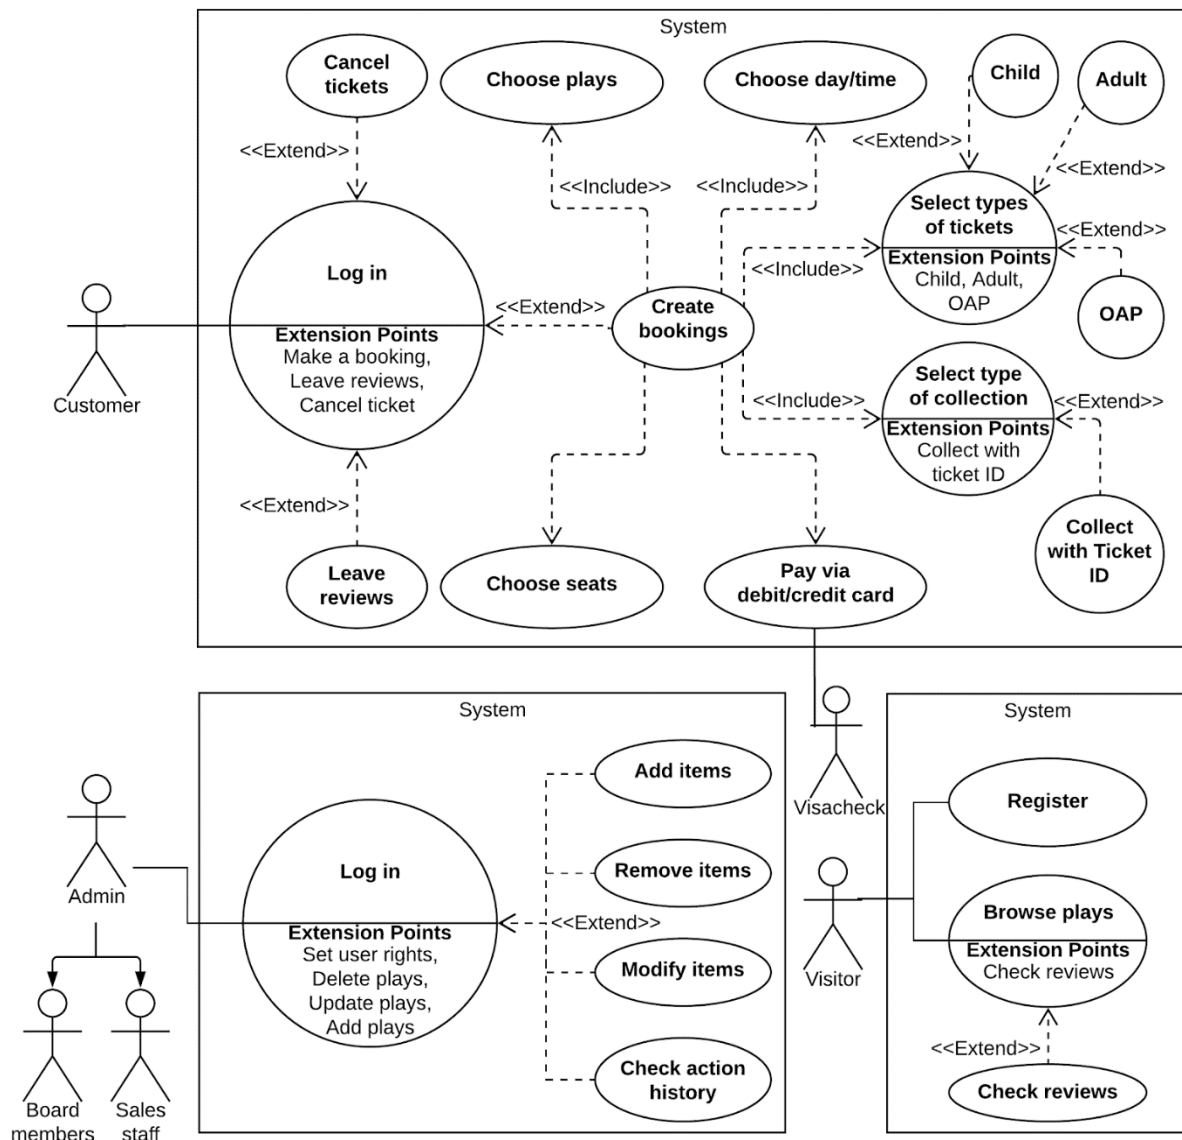 System
Cancel
tickets
Choose plays
Choose day/time
Child
Adult
<<Extend>>
<<Extend>>
<<Extend>>
<<Include>>
<<Include>>
Select types
of tickets
Extension Points
Child, Adult,
OAP
<<Extend>>
<<Include>>
OAP
Log in
Extension Points
Make a booking,
Leave reviews,
Cancel ticket
<<Extend>>
Create
bookings
Customer
Select type
of collection
Extension Points
Collect with
ticket ID
<<Include>>
<<Extend>>
<<Extend>>
Collect
with Ticket
ID
Leave
reviews
Choose seats
Pay via
debit/credit card
System
Add items
Remove items
Log in
Extension Points
Set user rights,
Delete plays,
Update plays,
Add plays
<<Extend>>
Modify items
Check action
history
Admin
Board
members
Sales
staff
Visacheck
Visitor
System
Register
Browse plays
Extension Points
Check reviews
<<Extend>>
Check reviews